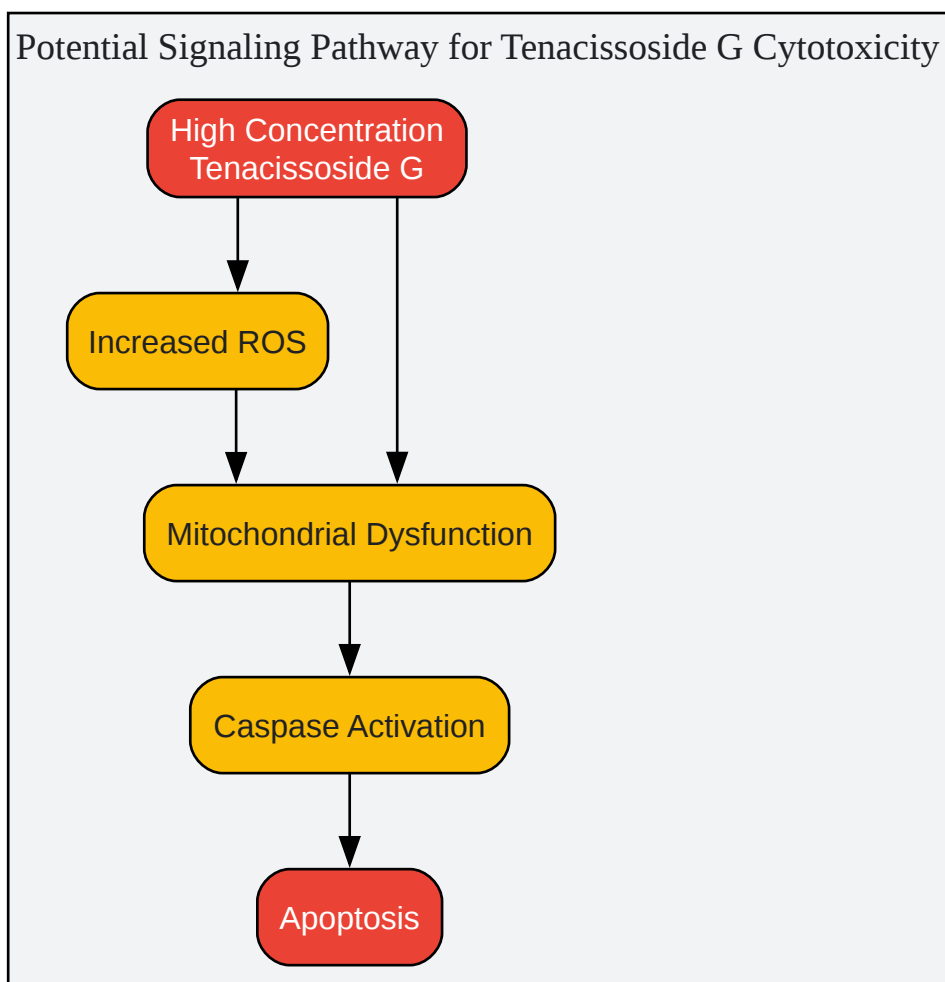 Potential Signaling Pathway for Tenacissoside G Cytotoxicity
High Concentration
Tenacissoside G
Increased ROS
Mitochondrial Dysfunction
Caspase Activation
Apoptosis